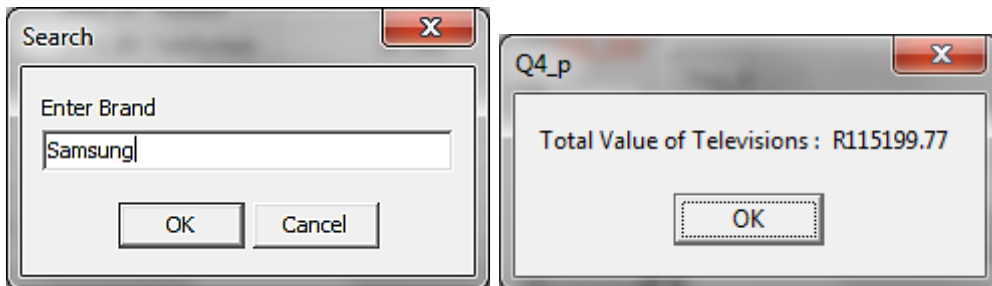 Search
Enter Brand
Samsung
OK Cancel
Q4_p
Total Value of Televisions : R115199.77
OK